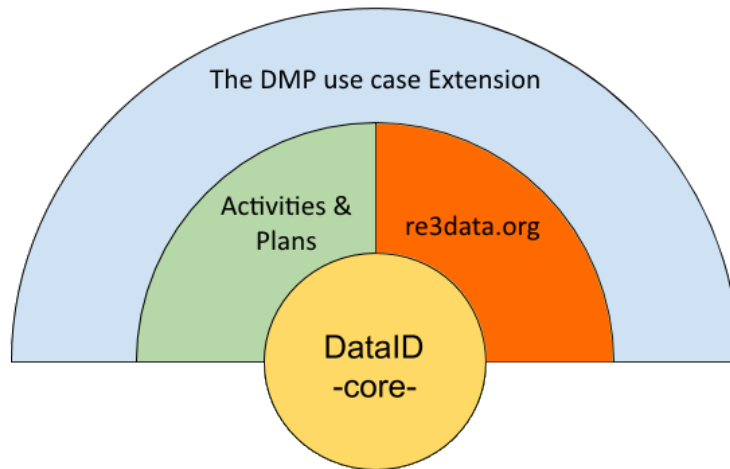 The DMP use case Extension
Activities &
Plans
re3data.org
DataID
-core-